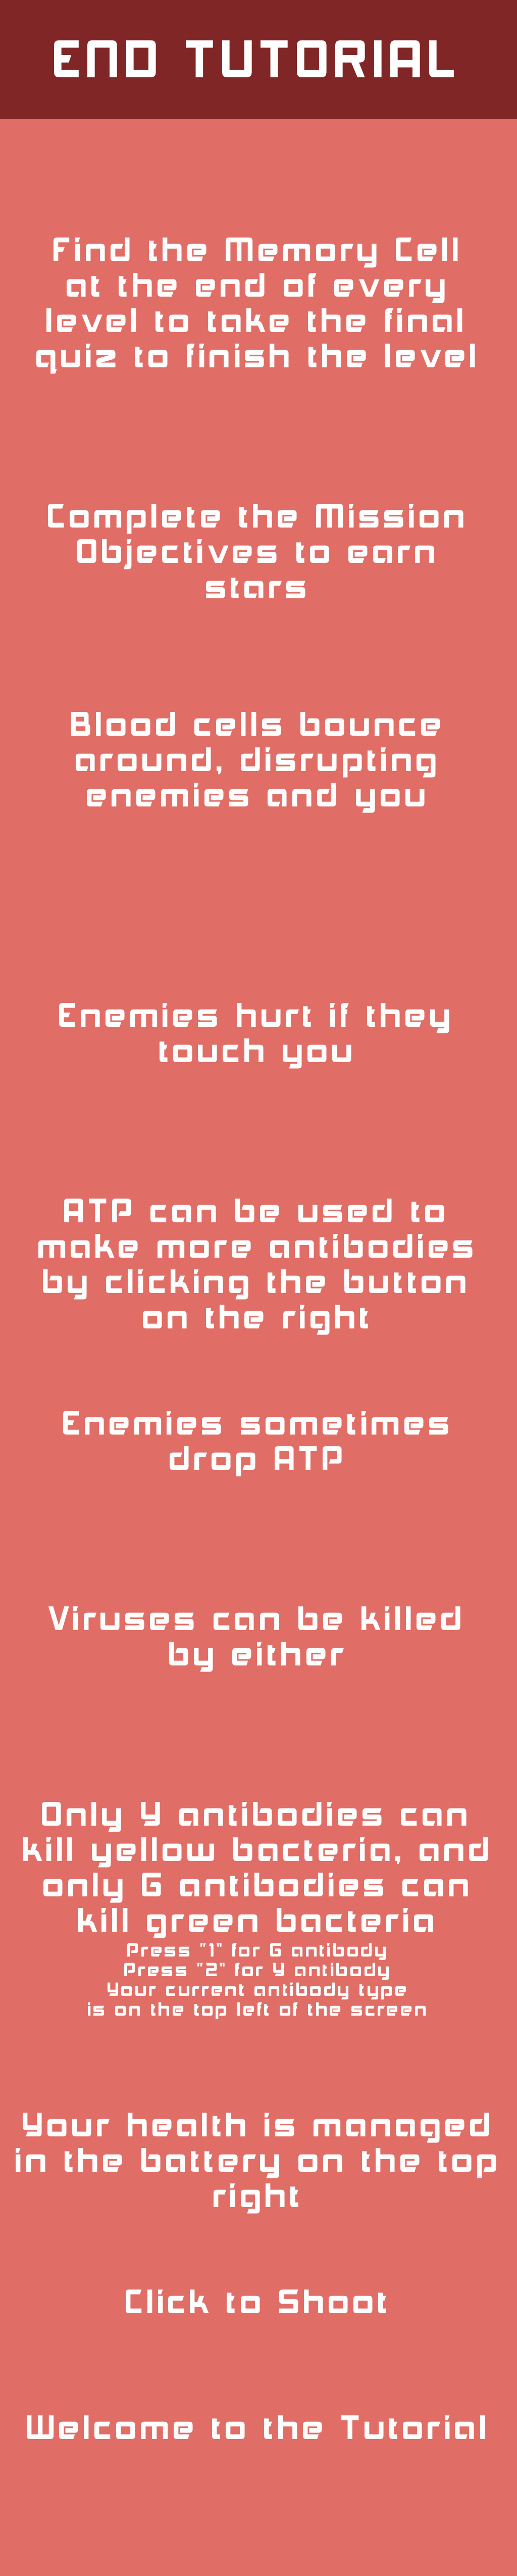 END TUTORIAL
Find the Memory Cell
at the end of every
level to take the final
quiz to finish the level
Complete the Mission
Objectives to earn
stars
Blood cells bounce
around, disrupting
enemies and you
Enemies hurt if they
touch you
ATP can be used to
make more antibodies
by clicking the button
on the right
Enemies sometimes
drop ATP
Viruses can be killed
by either
Only Y antibodies can
kill yellow bacteria, and
only G antibodies can
kill green bacteria
Press "1" for G antibody
Press "2" for Y antibody
Your current antibody type
is on the top left of the screen
Your health is managed
in the battery on the top
right
Click to Shoot
Welcome to the Tutorial